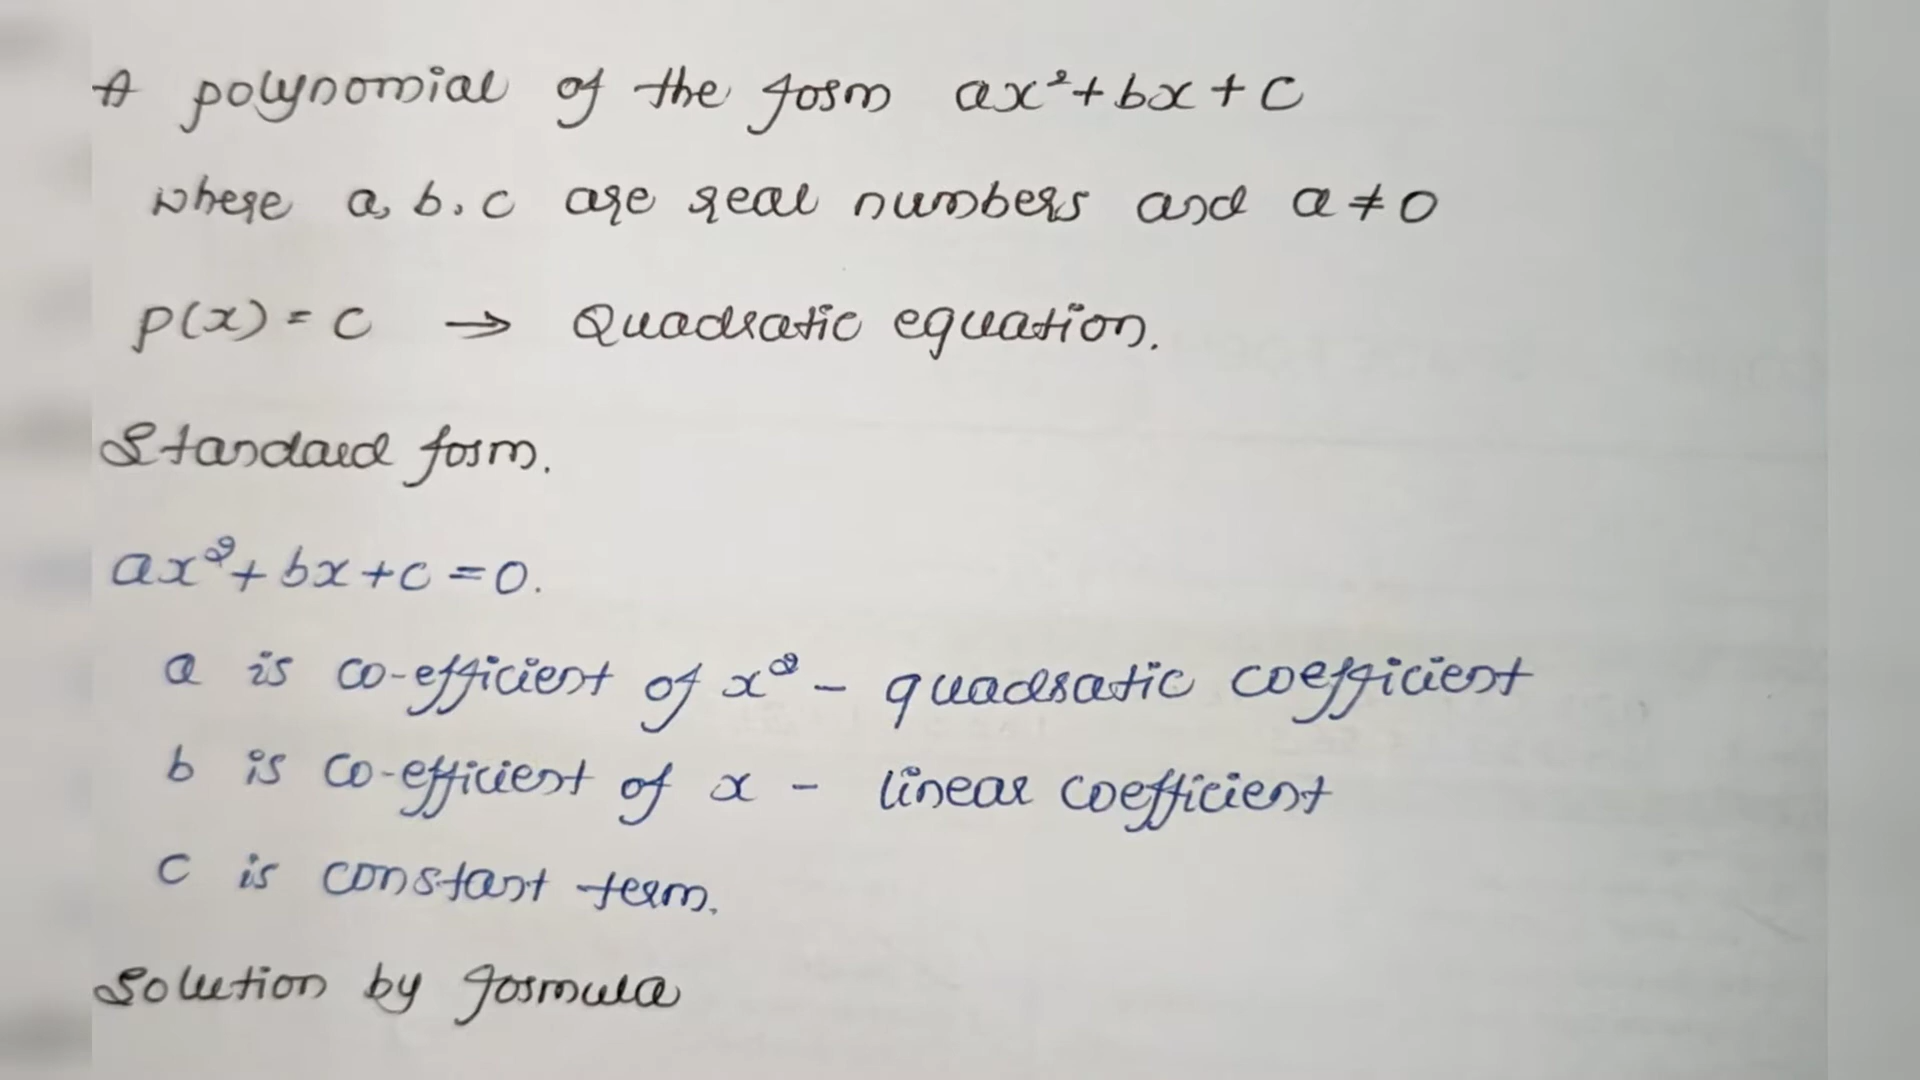 A polynomial of the form ax²+bx+c
where a, b, c are real numbers and a≠0
p(x) = c → Quadratic equation.
Standard form.
ax²+bx+c=0.
a is co-efficient of x² - quadratic coefficient
b is co-efficient of x - linear coefficient
c is constant term.
Solution by formula